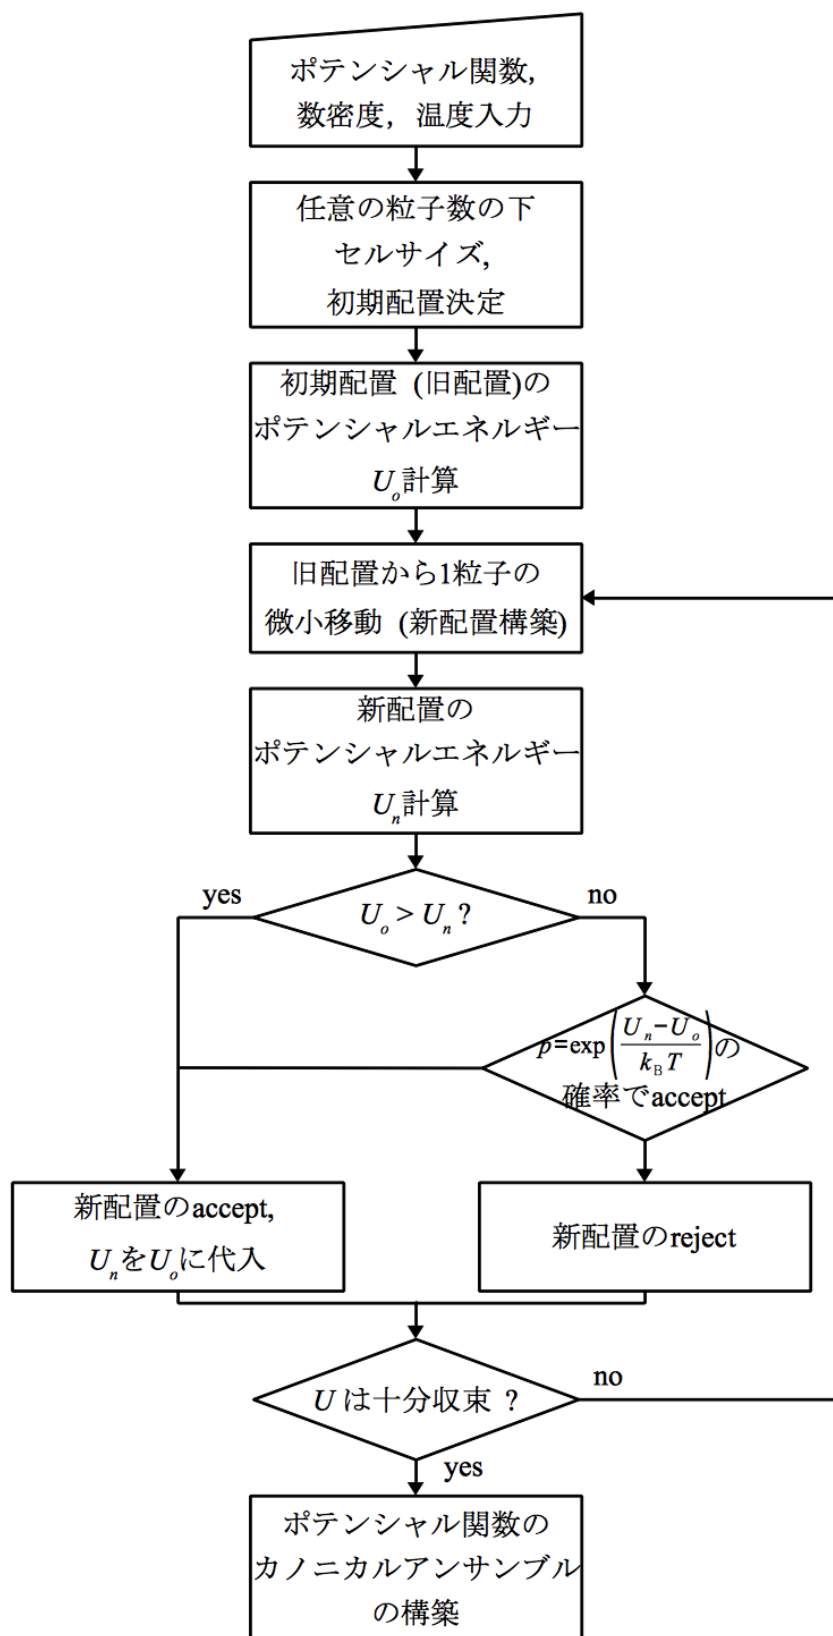 ポテンシャル関数,
数密度，温度入力
任意の粒子数の下
セルサイズ,
初期配置決定
初期配置 (旧配置)の
ポテンシャルエネルギー
U_o計算
旧配置から1粒子の
微小移動 (新配置構築)
新配置の
ポテンシャルエネルギー
U_n計算
yes
U_o > U_n ?
no
p=exp((U_n−U_o)/(k_B T))の
確率でaccept
新配置のaccept,
U_nをU_oに代入
新配置のreject
U は十分収束 ?
no
yes
ポテンシャル関数の
カノニカルアンサンブル
の構築